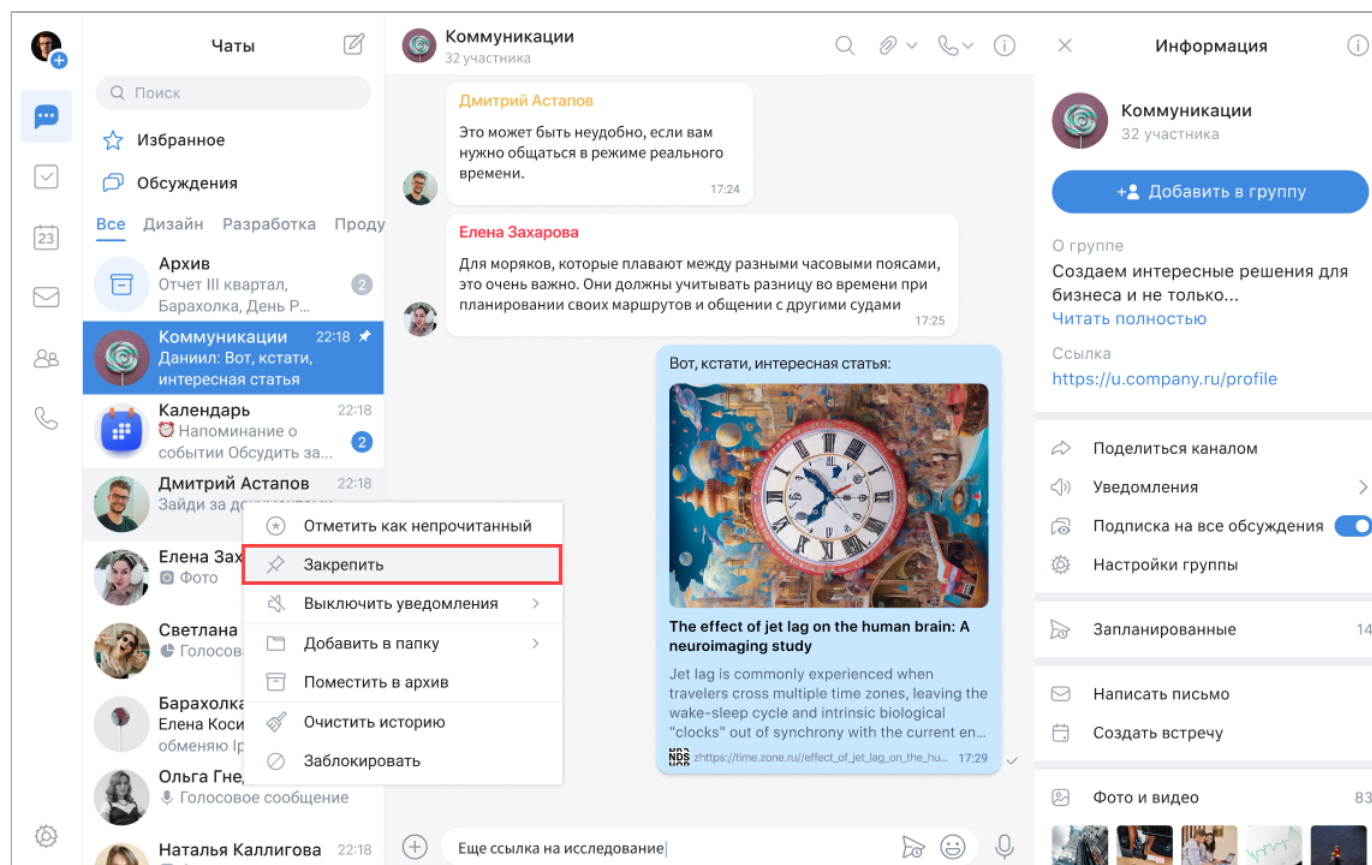 Чаты
Поиск
Избранное
Обсуждения
Все Дизайн Разработка Проду
Архив
Отчет III квартал,
Барахолка, День Р...
2
Коммуникации 22:18
Даниил: Вот, кстати,
интересная статья
Календарь 22:18
Напоминание о
событии Обсудить за...
2
Дмитрий Астапов 22:18
Зайди за
Елена Зах
Фото
Светлана
Голосов
Барахолка
Елена Коси
обменяю Ip
Ольга Гне
Голосовое сообщение
Наталья Каллигова 22:18
23
Отметить как непрочитанный
Закрепить
Выключить уведомления
Добавить в папку
Поместить в архив
Очистить историю
Заблокировать
Коммуникации
32 участника
Дмитрий Астапов
Это может быть неудобно, если вам
нужно общаться в режиме реального
времени.
17:24
Елена Захарова
Для моряков, которые плавают между разными часовыми поясами,
это очень важно. Они должны учитывать разницу во времени при
планировании своих маршрутов и общении с другими судами
17:25
Вот, кстати, интересная статья:
The effect of jet lag on the human brain: A
neuroimaging study
Jet lag is commonly experienced when
travelers cross multiple time zones, leaving the
wake-sleep cycle and intrinsic biological
"clocks" out of synchrony with the current en...
zhttps://time.zone.ru//effect_of_jet_lag_on_the_hu... 17:29
Еще ссылка на исследование
Информация
Коммуникации
32 участника
Добавить в группу
О группе
Создаем интересные решения для
бизнеса и не только...
Читать полностью
Ссылка
https://u.company.ru/profile
Поделиться каналом
Уведомления
Подписка на все обсуждения
Настройки группы
Запланированные 14
Написать письмо
Создать встречу
Фото и видео 83